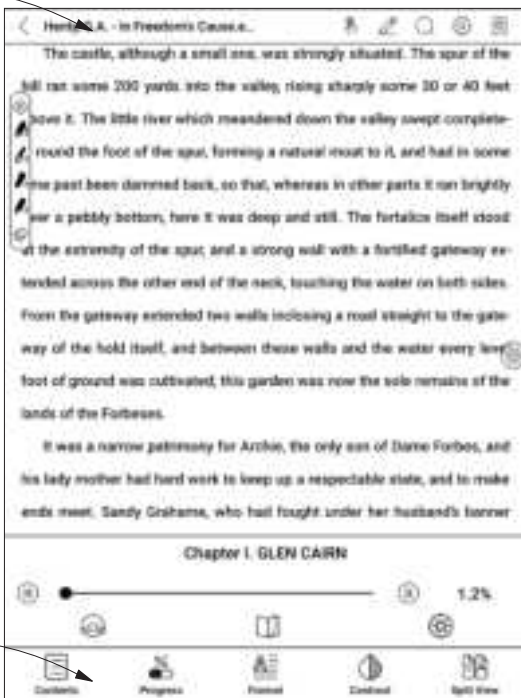 Henty G.A. - In Freedom's Cause.e...
The castle, although a small one, was strongly situated. The spur of the
hill ran some 200 yards into the valley, rising sharply some 30 or 40 feet
bove it. The little river which meandered down the valley swept complete-
round the foot of the spur, forming a natural moat to it, and had in some
me past been dammed back, so that, whereas in other parts it ran brightly
ver a pebbly bottom, here it was deep and still. The fortalice itself stood
at the extremity of the spur, and a strong wall with a fortified gateway ex-
tended across the other end of the neck, touching the water on both sides.
From the gateway extended two walls inclosing a road straight to the gate-
way of the hold itself, and between these walls and the water every level
foot of ground was cultivated; this garden was now the sole remains of the
lands of the Forbeses.
It was a narrow patrimony for Archie, the only son of Dame Forbes, and
his lady mother had hard work to keep up a respectable state, and to make
ends meet. Sandy Grahame, who had fought under her husband's banner
Chapter I. GLEN CAIRN
1.2%
Contents Progress Format Contrast Split View